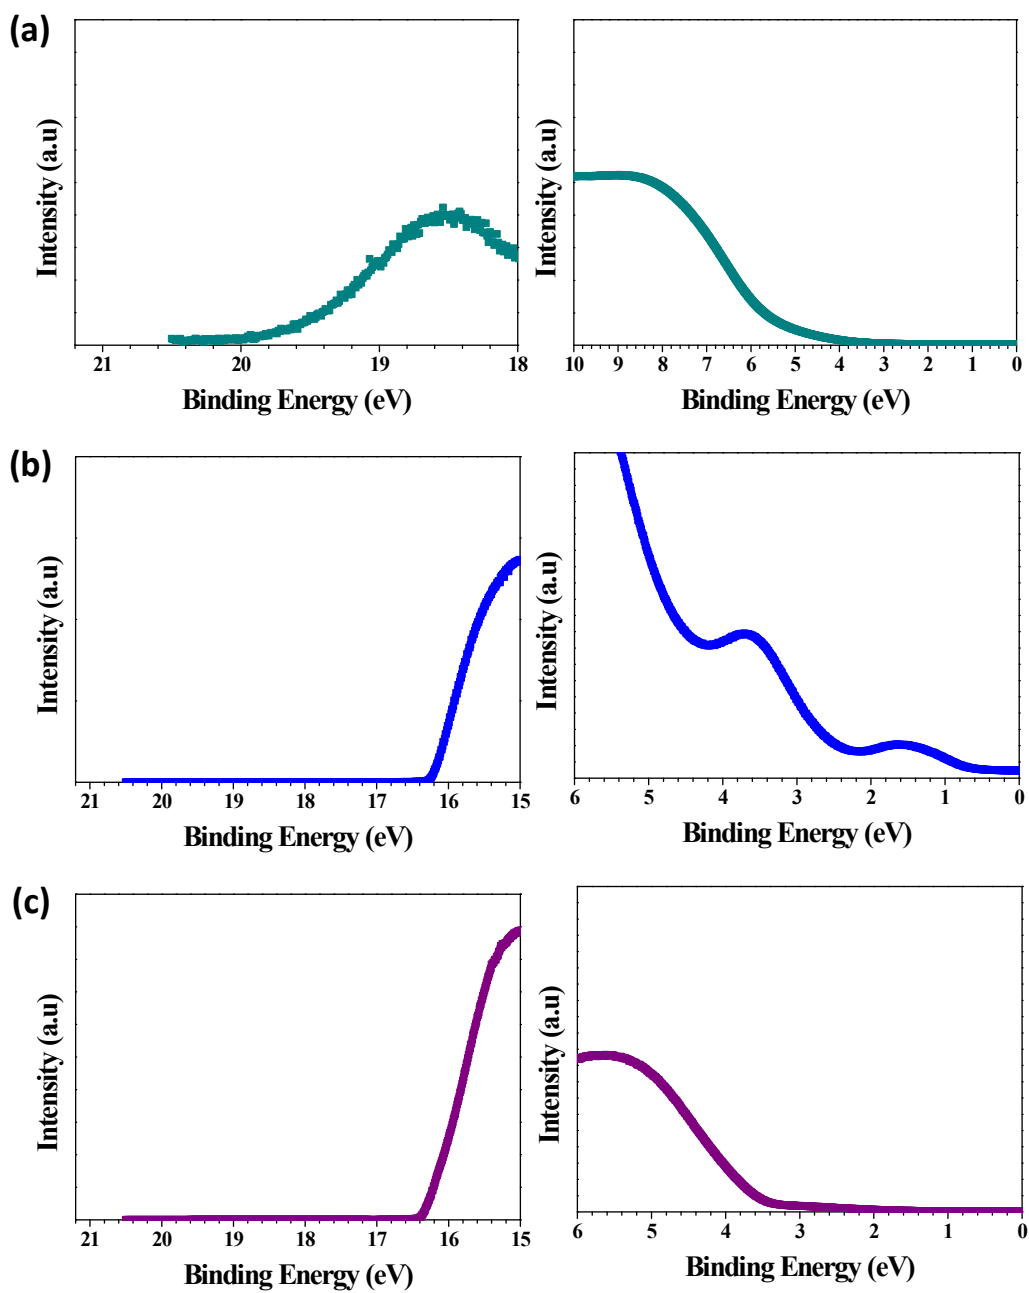 (a)
Intensity (a.u)
21 20 19 18
Binding Energy (eV)
Intensity (a.u)
10 9 8 7 6 5 4 3 2 1 0
Binding Energy (eV)
(b)
Intensity (a.u)
21 20 19 18 17 16 15
Binding Energy (eV)
Intensity (a.u)
6 5 4 3 2 1 0
Binding Energy (eV)
(c)
Intensity (a.u)
21 20 19 18 17 16 15
Binding Energy (eV)
Intensity (a.u)
6 5 4 3 2 1 0
Binding Energy (eV)